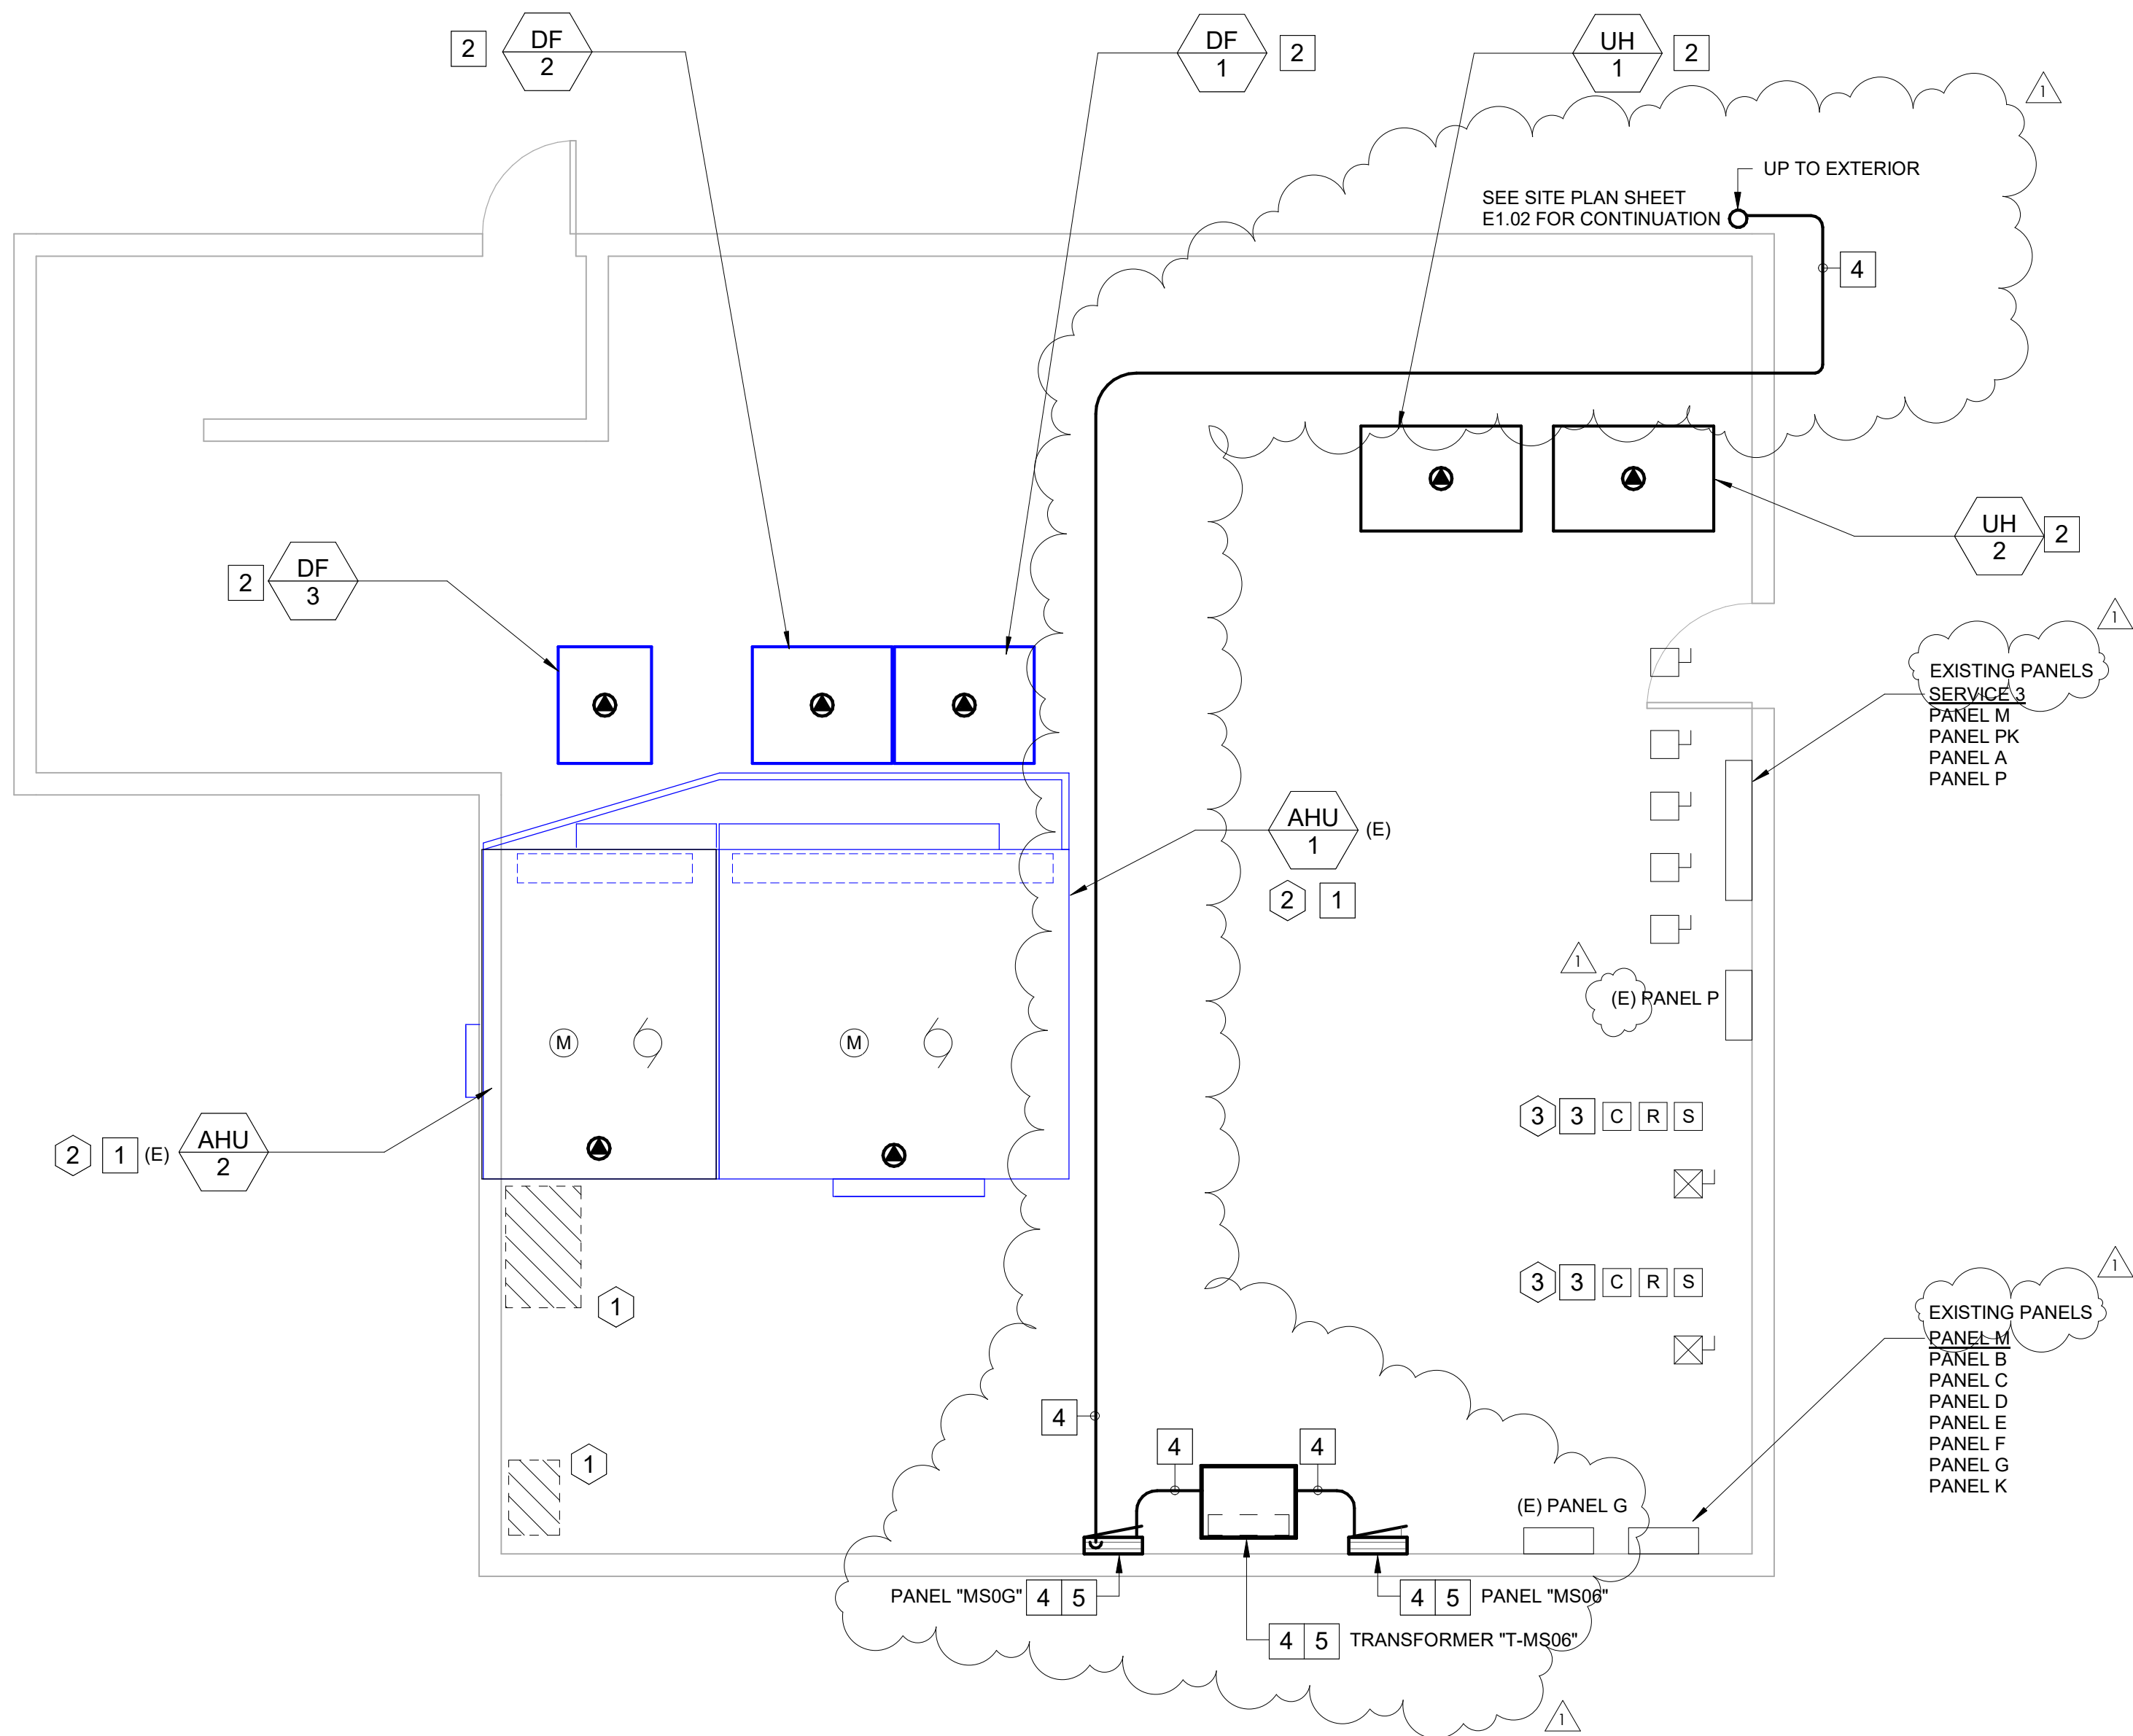 2
DF
2
DF
1
2
UH
1
2
1
UP TO EXTERIOR
SEE SITE PLAN SHEET
E1.02 FOR CONTINUATION
4
UH
2
2
2
DF
3
1
EXISTING PANELS
SERVICE 3
PANEL M
PANEL PK
PANEL A
PANEL P
AHU
1
(E)
2
1
1
(E) PANEL P
M
M
3
3
C
R
S
2
1
(E)
AHU
2
3
3
C
R
S
1
1
EXISTING PANELS
PANEL M
PANEL B
PANEL C
PANEL D
PANEL E
PANEL F
PANEL G
PANEL K
4
4
4
1
(E) PANEL G
PANEL "MS0G"
4
5
4
5
PANEL "MS06"
4
5
TRANSFORMER "T-MS06"
1